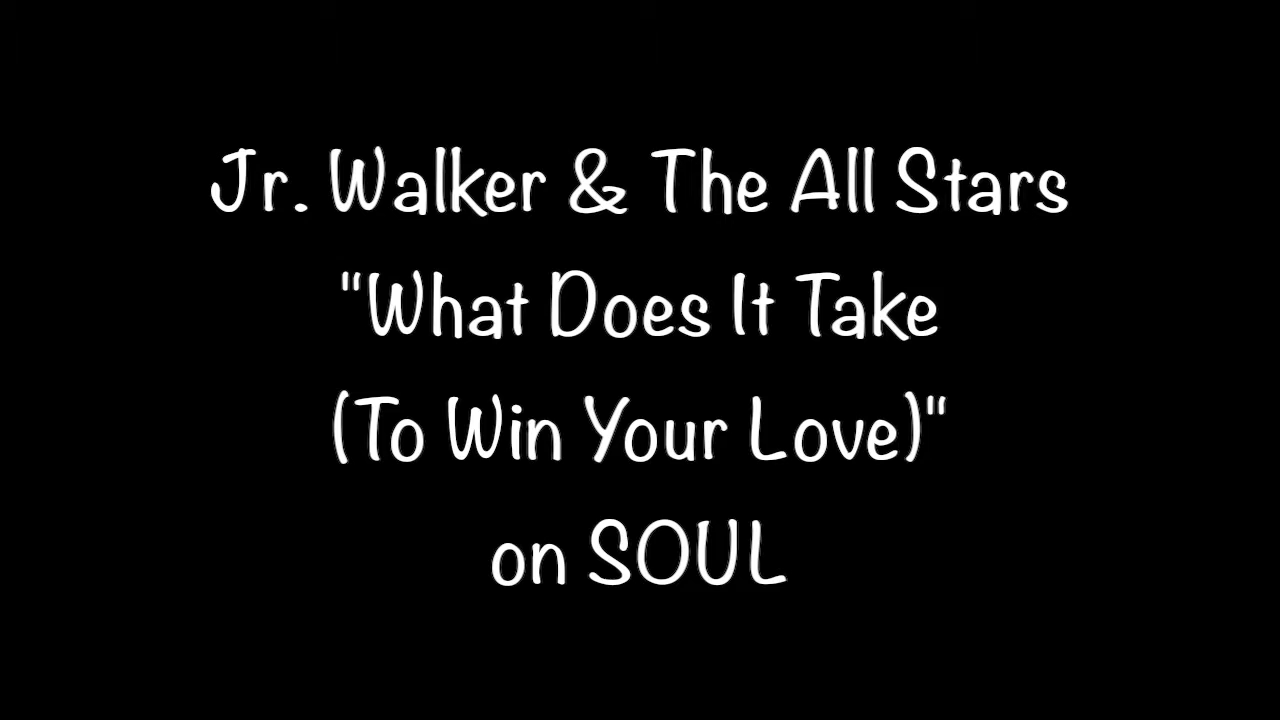 Jr. Walker & The All Stars
"What Does It Take
(To Win Your Love)"
on SOUL